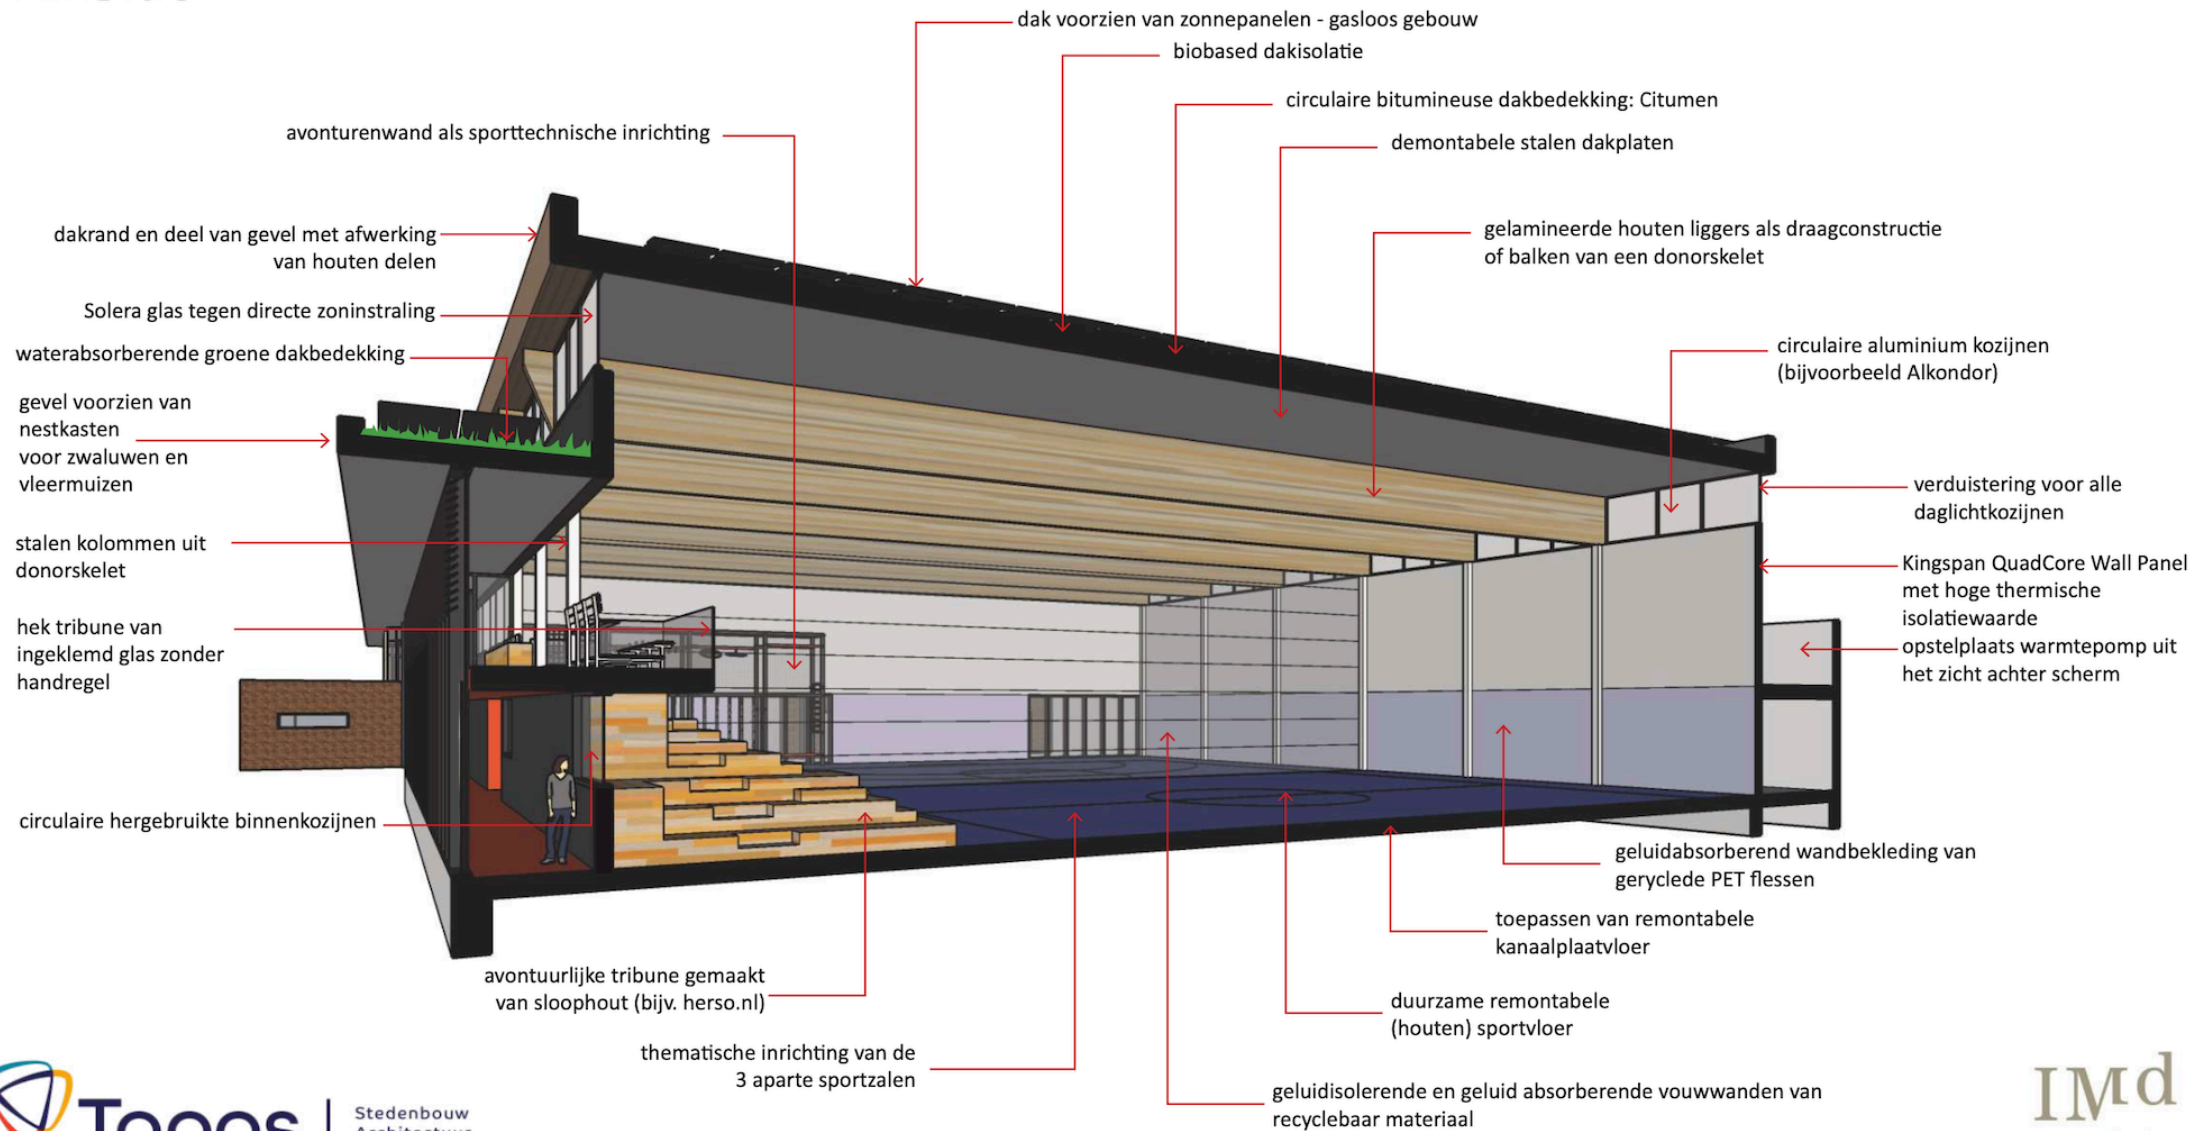 dak voorzien van zonnepanelen - gasloos gebouw
biobased dakisolatie
circulaire bitumineuse dakbedekking: Citumen
avonturenwand als sporttechnische inrichting
demontabele stalen dakplaten
dakrand en deel van gevel met afwerking
van houten delen
gelamineerde houten liggers als draagconstructie
of balken van een donorskelet
Solera glas tegen directe zoninstraling
waterabsorberende groene dakbedekking
circulaire aluminium kozijnen
(bijvoorbeeld Alkondor)
gevel voorzien van
nestkasten
voor zwaluwen en
vleermuizen
verduistering voor alle
daglichtkozijnen
stalen kolommen uit
donorskelet
Kingspan QuadCore Wall Panel
met hoge thermische
isolatiewaarde
hek tribune van
ingeklemd glas zonder
handregel
opstelplaats warmtepomp uit
het zicht achter scherm
circulaire hergebruikte binnenkozijnen
geluidabsorberend wandbekleding van
geryclede PET flessen
toepassen van remontabele
kanaalplaatvloer
avontuurlijke tribune gemaakt
van sloophout (bijv. herso.nl)
duurzame remontabele
(houten) sportvloer
thematische inrichting van de
3 aparte sportzalen
geluidisolerende en geluid absorberende vouwwanden van
recyclebaar materiaal
Stedenbouw
IMd